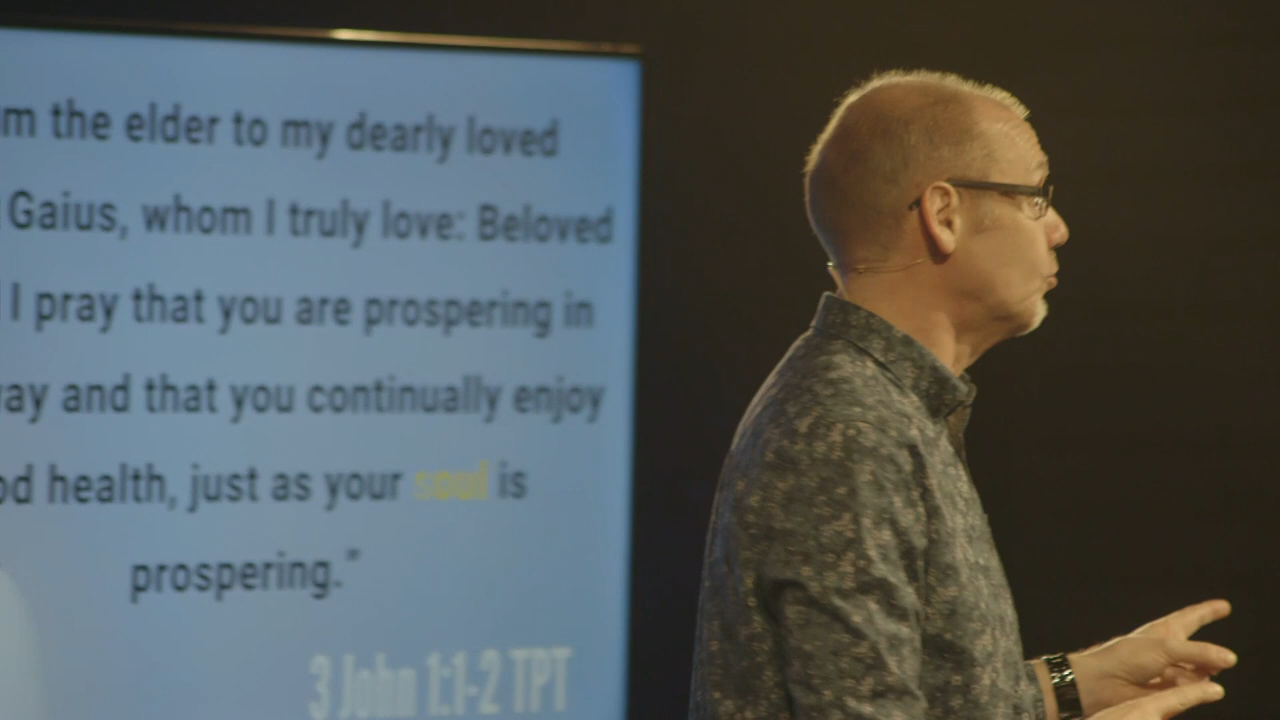 m the elder to my dearly loved
Gaius, whom I truly love: Beloved
I pray that you are prospering in
ay and that you continually enjoy
od health, just as your soul is
prospering."
3 John 1:1-2 TPT